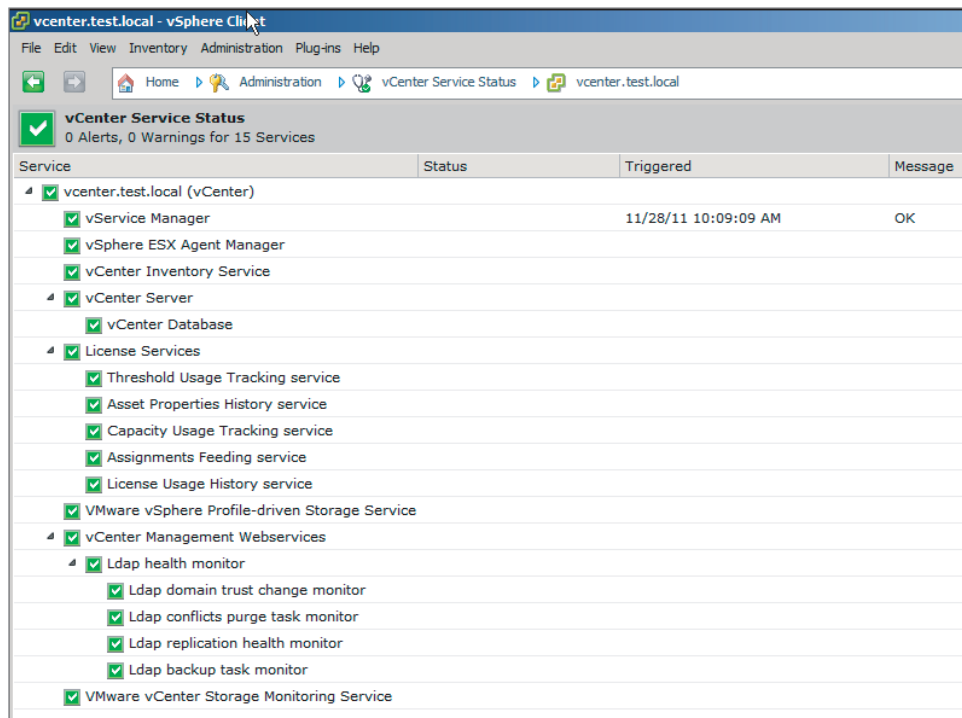 vcenter.test.local - vSphere Client
File Edit View Inventory Administration Plug-ins Help
Home Administration vCenter Service Status vcenter.test.local
vCenter Service Status
0 Alerts, 0 Warnings for 15 Services
Service Status Triggered Message
vcenter.test.local (vCenter)
vService Manager 11/28/11 10:09:09 AM OK
vSphere ESX Agent Manager
vCenter Inventory Service
vCenter Server
vCenter Database
License Services
Threshold Usage Tracking service
Asset Properties History service
Capacity Usage Tracking service
Assignments Feeding service
License Usage History service
VMware vSphere Profile-driven Storage Service
vCenter Management Webservices
Ldap health monitor
Ldap domain trust change monitor
Ldap conflicts purge task monitor
Ldap replication health monitor
Ldap backup task monitor
VMware vCenter Storage Monitoring Service